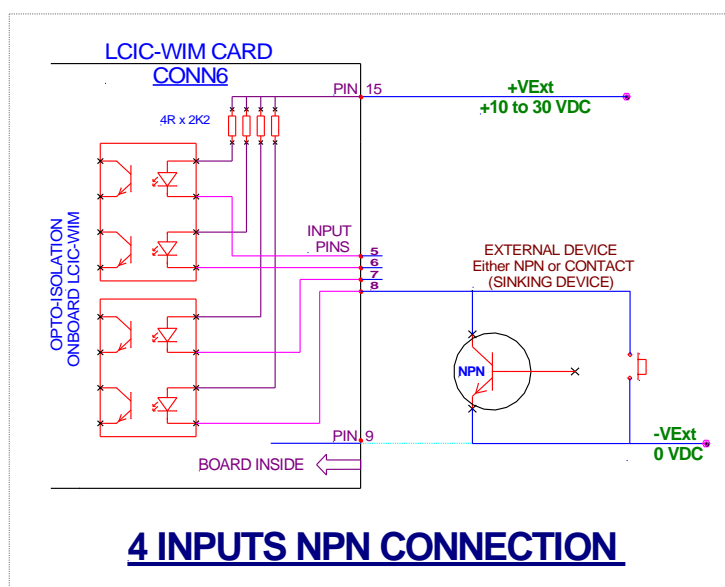 LCIC-WIM CARD
CONN6
PIN 15
+VExt
+10 to 30 VDC
4R x 2K2
OPTO-ISOLATION
ONBOARD LCIC-WIM
INPUT
PINS
5
6
7
8
EXTERNAL DEVICE
Either NPN or CONTACT
(SINKING DEVICE)
NPN
PIN 9
-VExt
0 VDC
BOARD INSIDE
4 INPUTS NPN CONNECTION